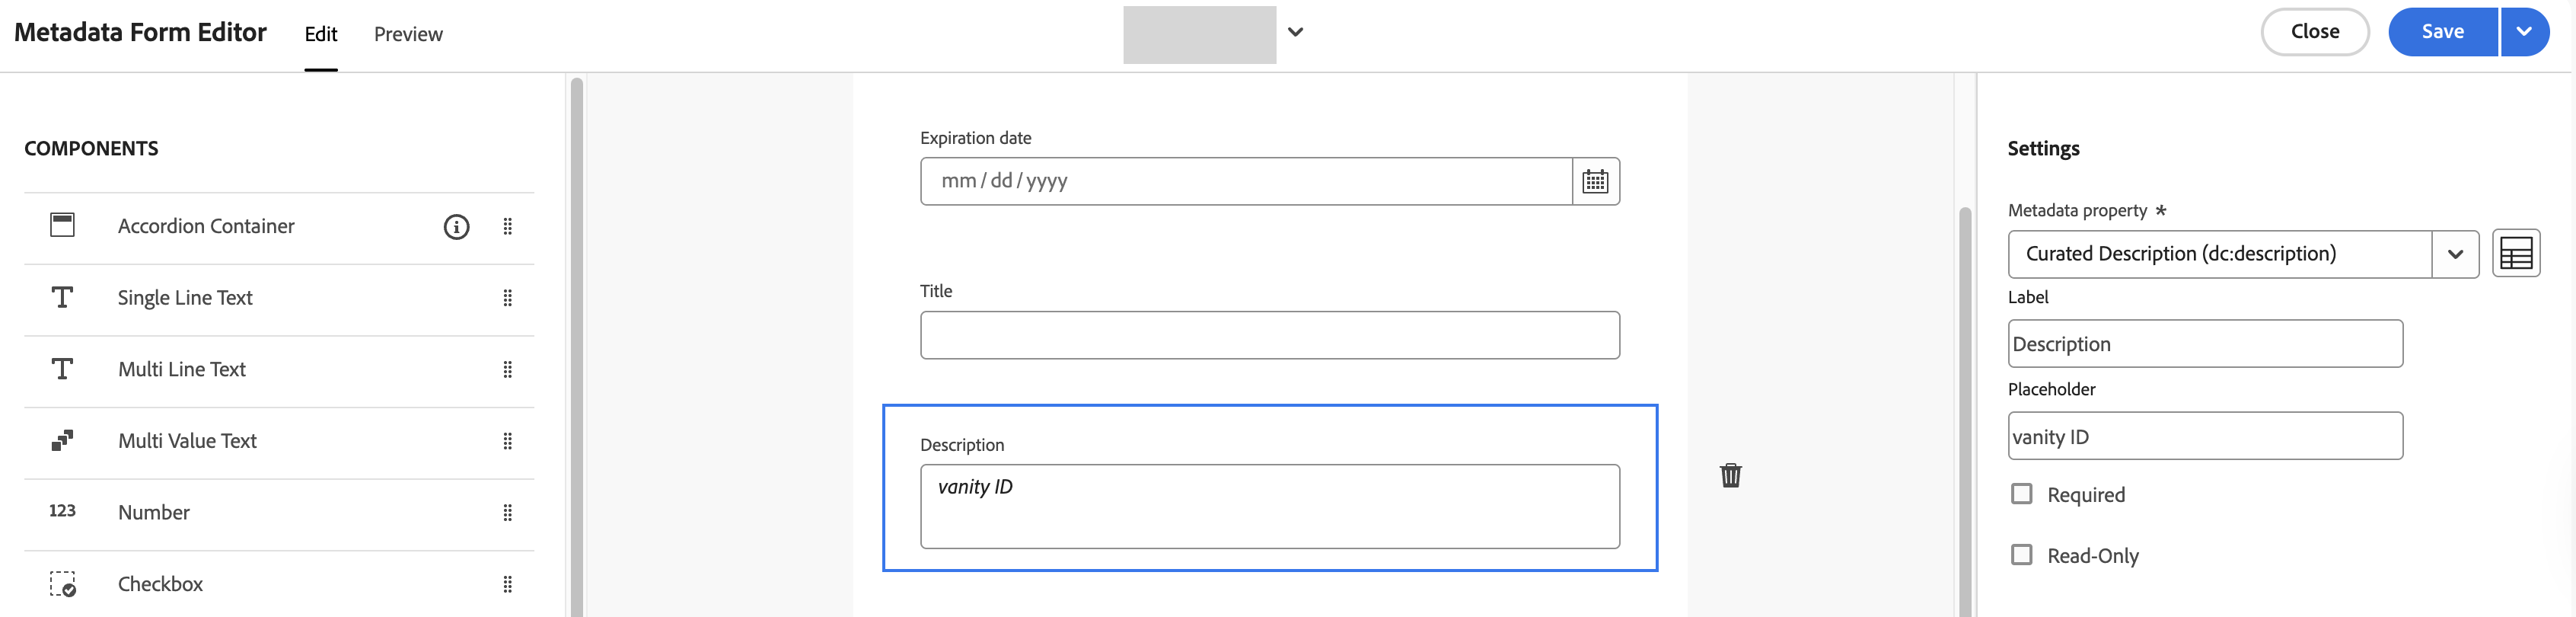 Metadata Form Editor Edit Preview Close Save
COMPONENTS
Accordion Container
Single Line Text
Multi Line Text
Multi Value Text
123 Number
Checkbox
Expiration date
mm / dd / yyyy
Title
Description
vanity ID
Settings
Metadata property *
Curated Description (dc:description)
Label
Description
Placeholder
vanity ID
Required
Read-Only